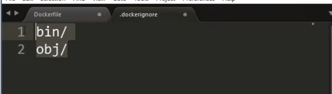 Dockerfile
.dockerignore
1 bin/
2 obj/